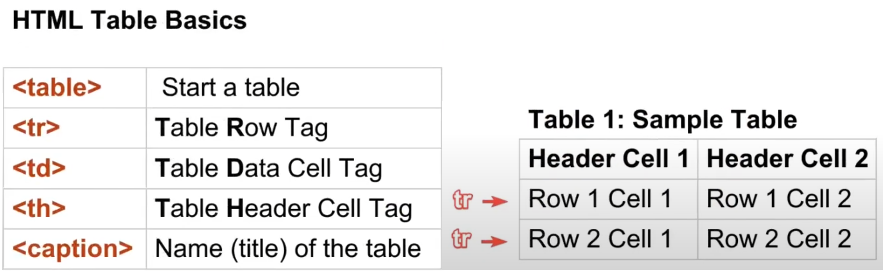 HTML Table Basics
<table> Start a table
<tr> Table Row Tag
<td> Table Data Cell Tag
<th> Table Header Cell Tag
<caption> Name (title) of the table
Table 1: Sample Table
Header Cell 1 Header Cell 2
tr Row 1 Cell 1 Row 1 Cell 2
tr Row 2 Cell 1 Row 2 Cell 2